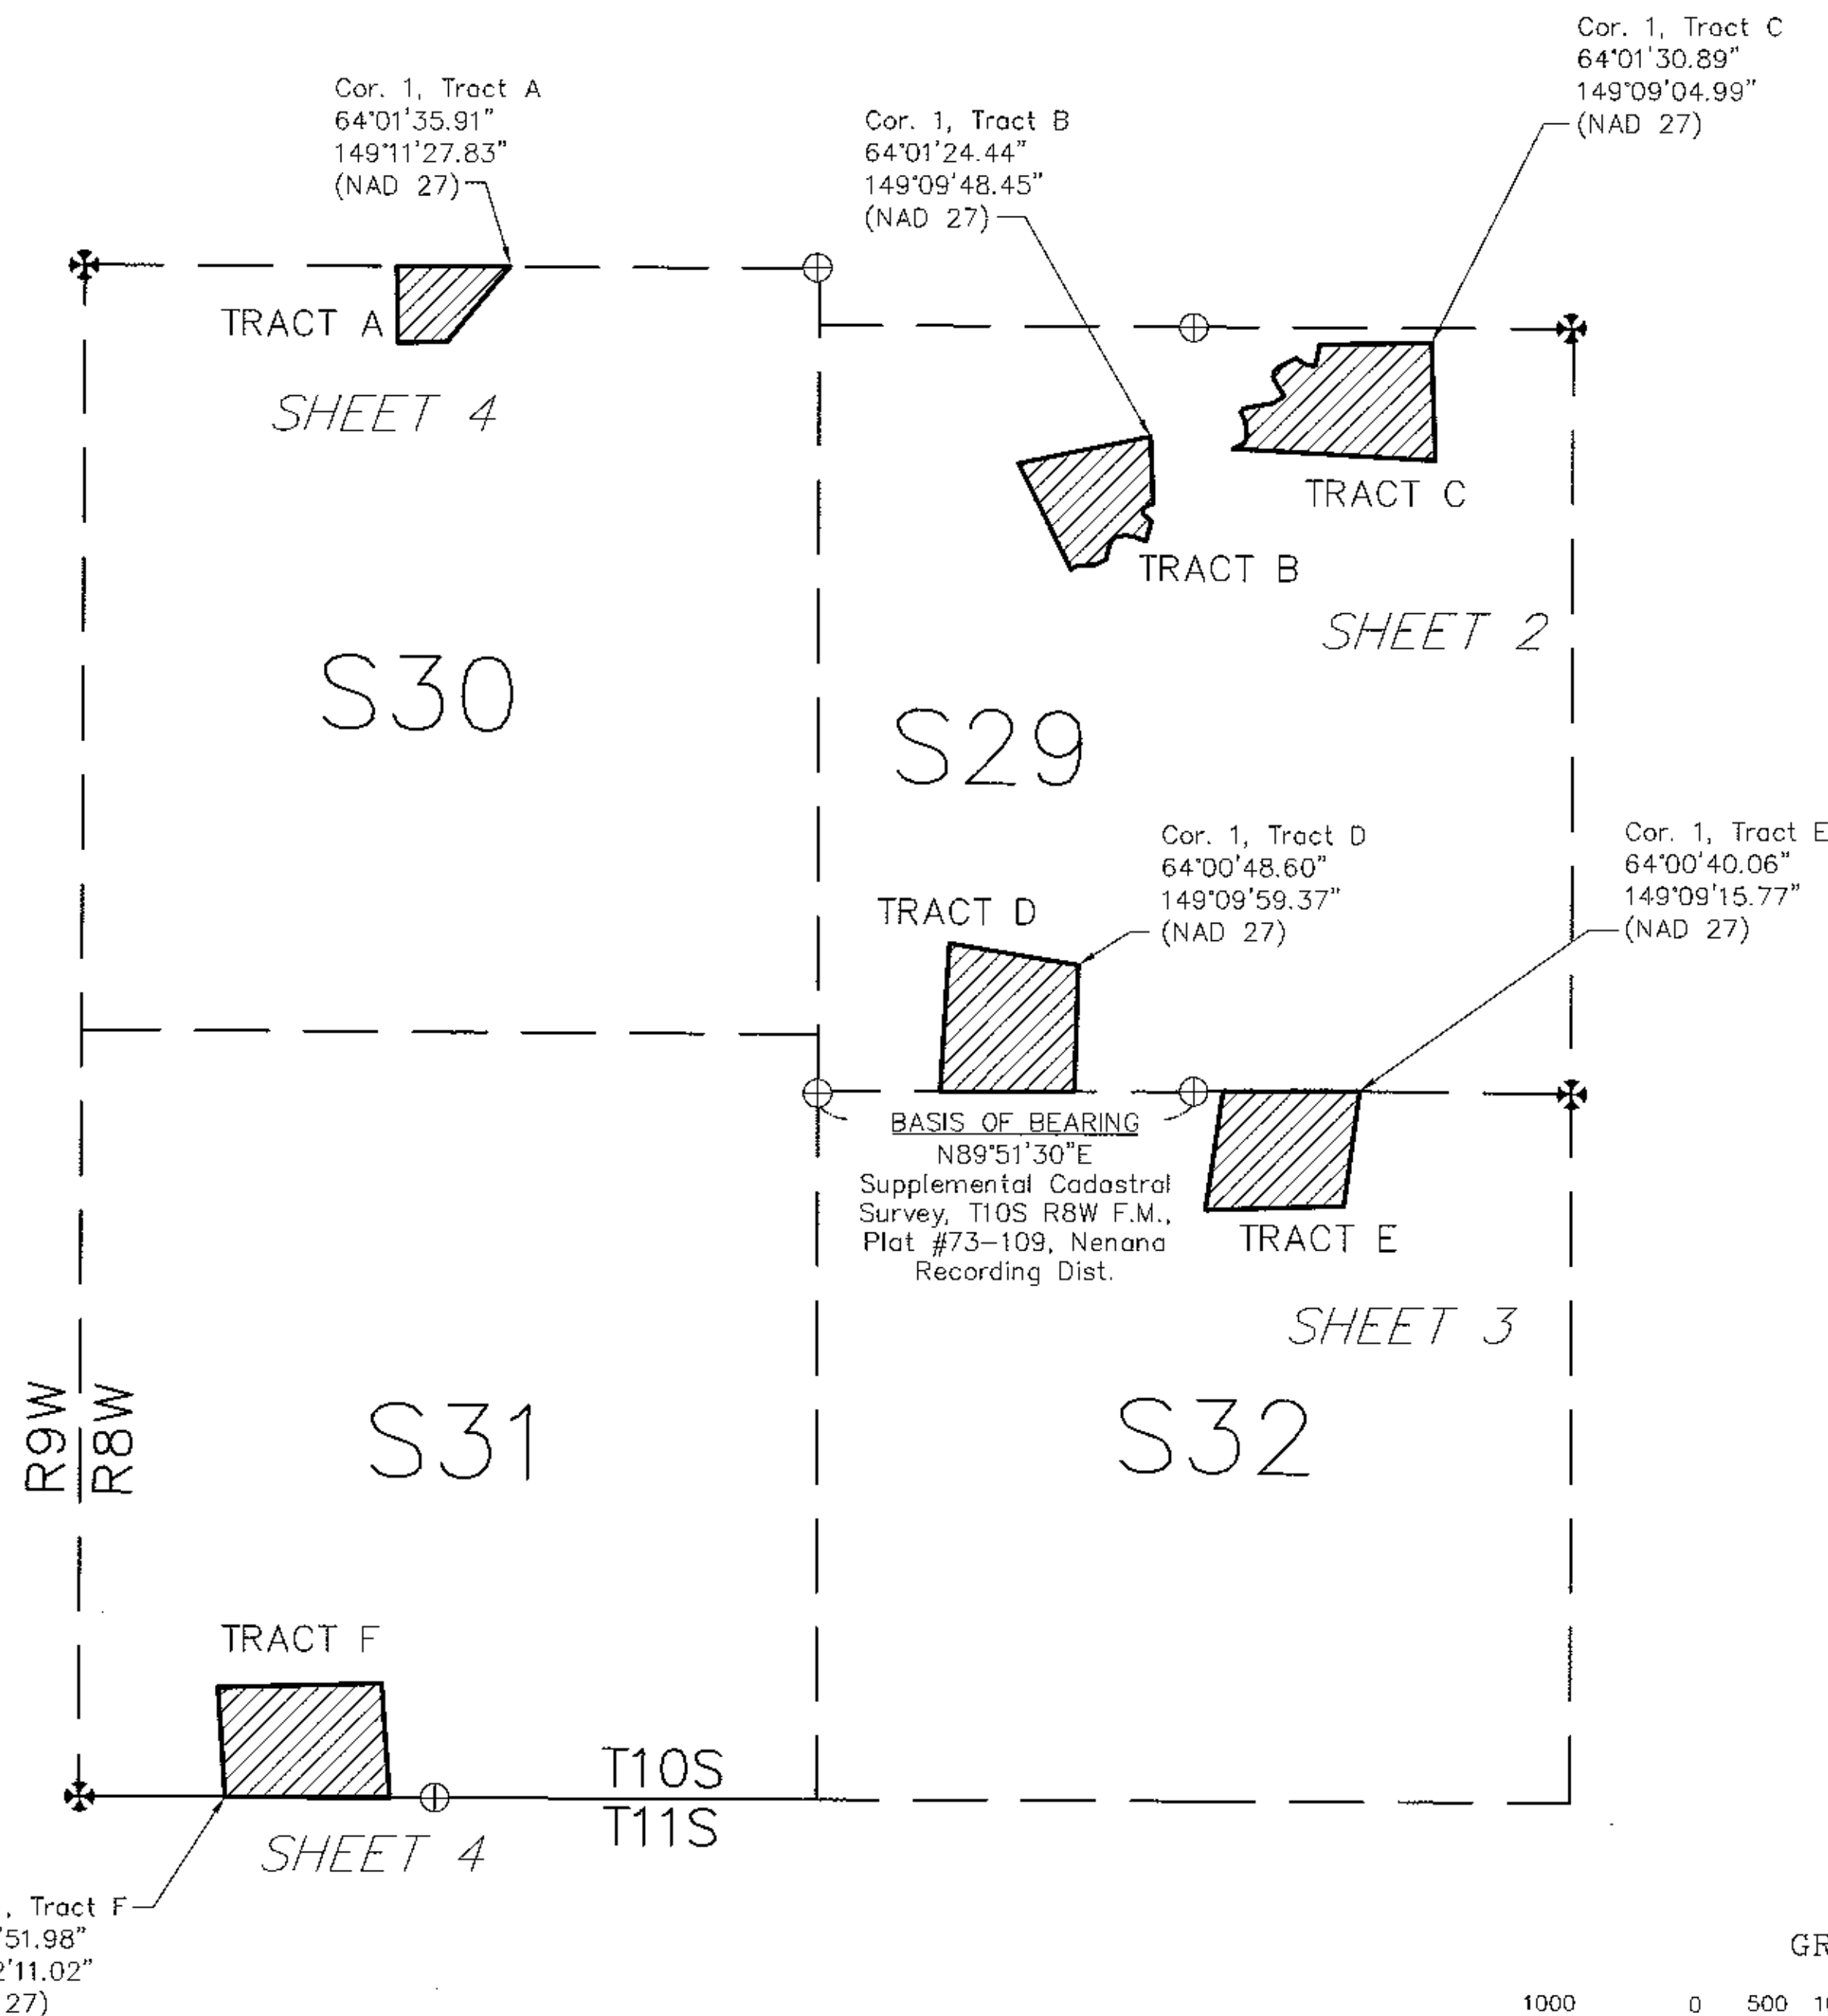 Cor. 1, Tract C
64°01'30.89"
149°09'04.99"
(NAD 27)
Cor. 1, Tract A
64°01'35.91"
149°11'27.83"
(NAD 27)
Cor. 1, Tract B
64°01'24.44"
149°09'48.45"
(NAD 27)
TRACT A
SHEET 4
TRACT C
TRACT B
SHEET 2
S30
S29
Cor. 1, Tract D
64°00'48.60"
149°09'59.37"
(NAD 27)
Cor. 1, Tract E
64°00'40.06"
149°09'15.77"
(NAD 27)
TRACT D
BASIS OF BEARING
N89°51'30"E
Supplemental Cadastral
Survey, T10S R8W F.M.,
Plat #73-109, Nenana
Recording Dist.
TRACT E
SHEET 3
R9W
R8W
S31
S32
TRACT F
T10S
T11S
SHEET 4
, Tract F
'51.98"
2'11.02"
27)
GR
1000 0 500 10